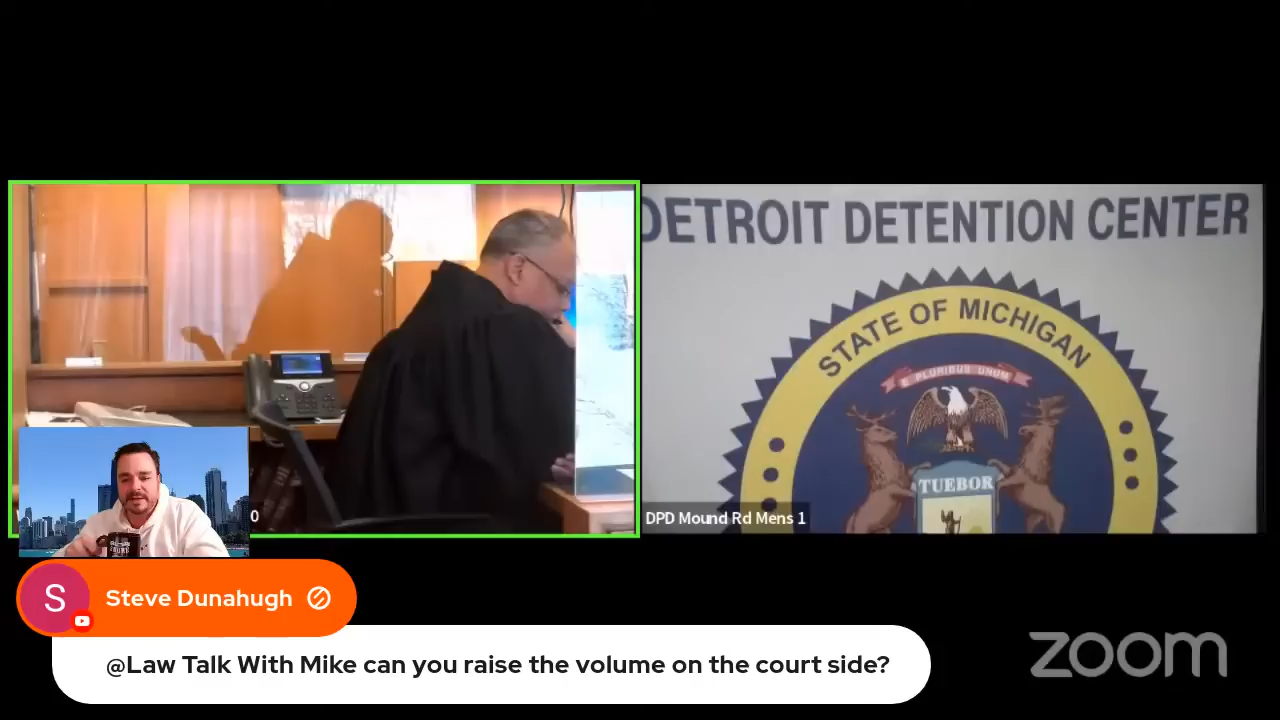 DETROIT DETENTION CENTER
STATE OF MICHIGAN
E PLURIBUS UNUM
TUEBOR
0
DPD Mound Rd Mens 1
S
Steve Dunahugh
@Law Talk With Mike can you raise the volume on the court side?
zoom